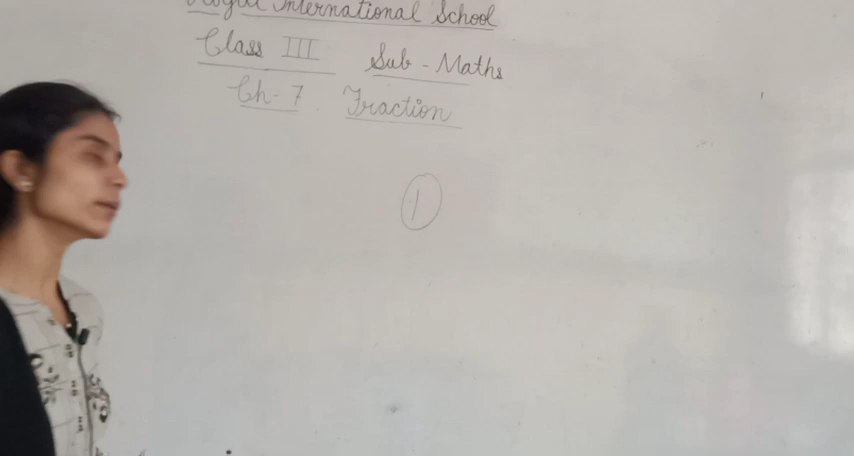 International School
Class III Sub - Maths
Ch - 7. Fraction
1